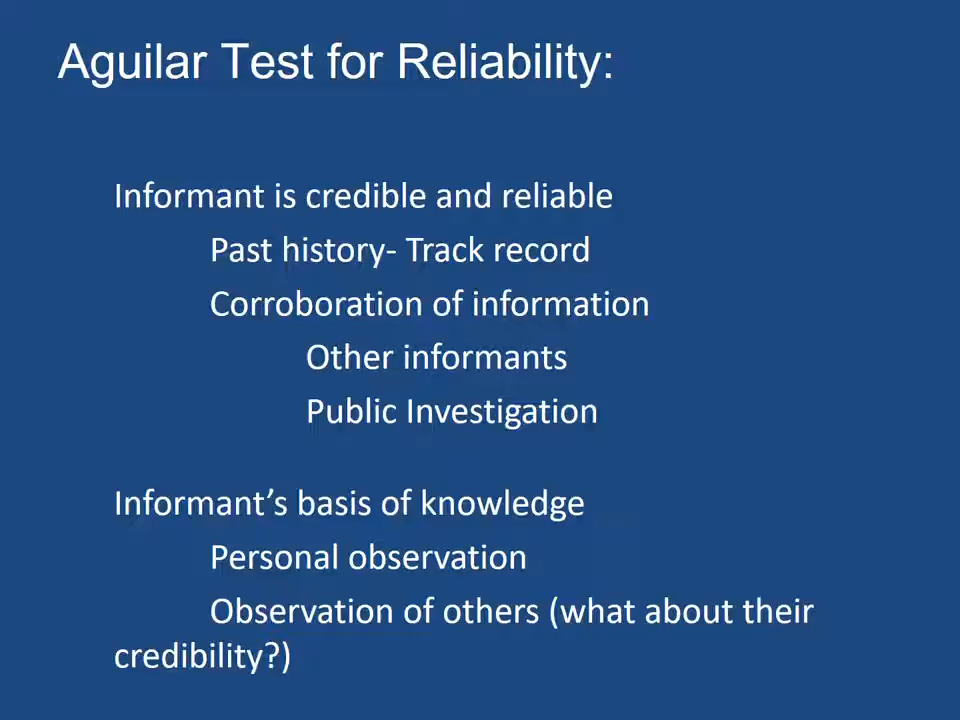 Aguilar Test for Reliability:
Informant is credible and reliable
Past history- Track record
Corroboration of information
Other informants
Public Investigation
Informant’s basis of knowledge
Personal observation
Observation of others (what about their
credibility?)